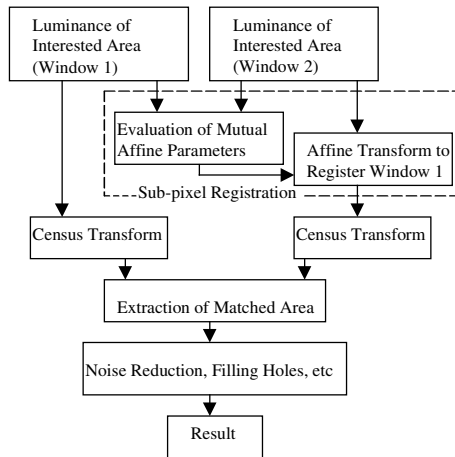 Luminance of
Interested Area
(Window 1)
Luminance of
Interested Area
(Window 2)
Evaluation of Mutual
Affine Parameters
Affine Transform to
Register Window 1
Sub-pixel Registration
Census Transform
Census Transform
Extraction of Matched Area
Noise Reduction, Filling Holes, etc
Result